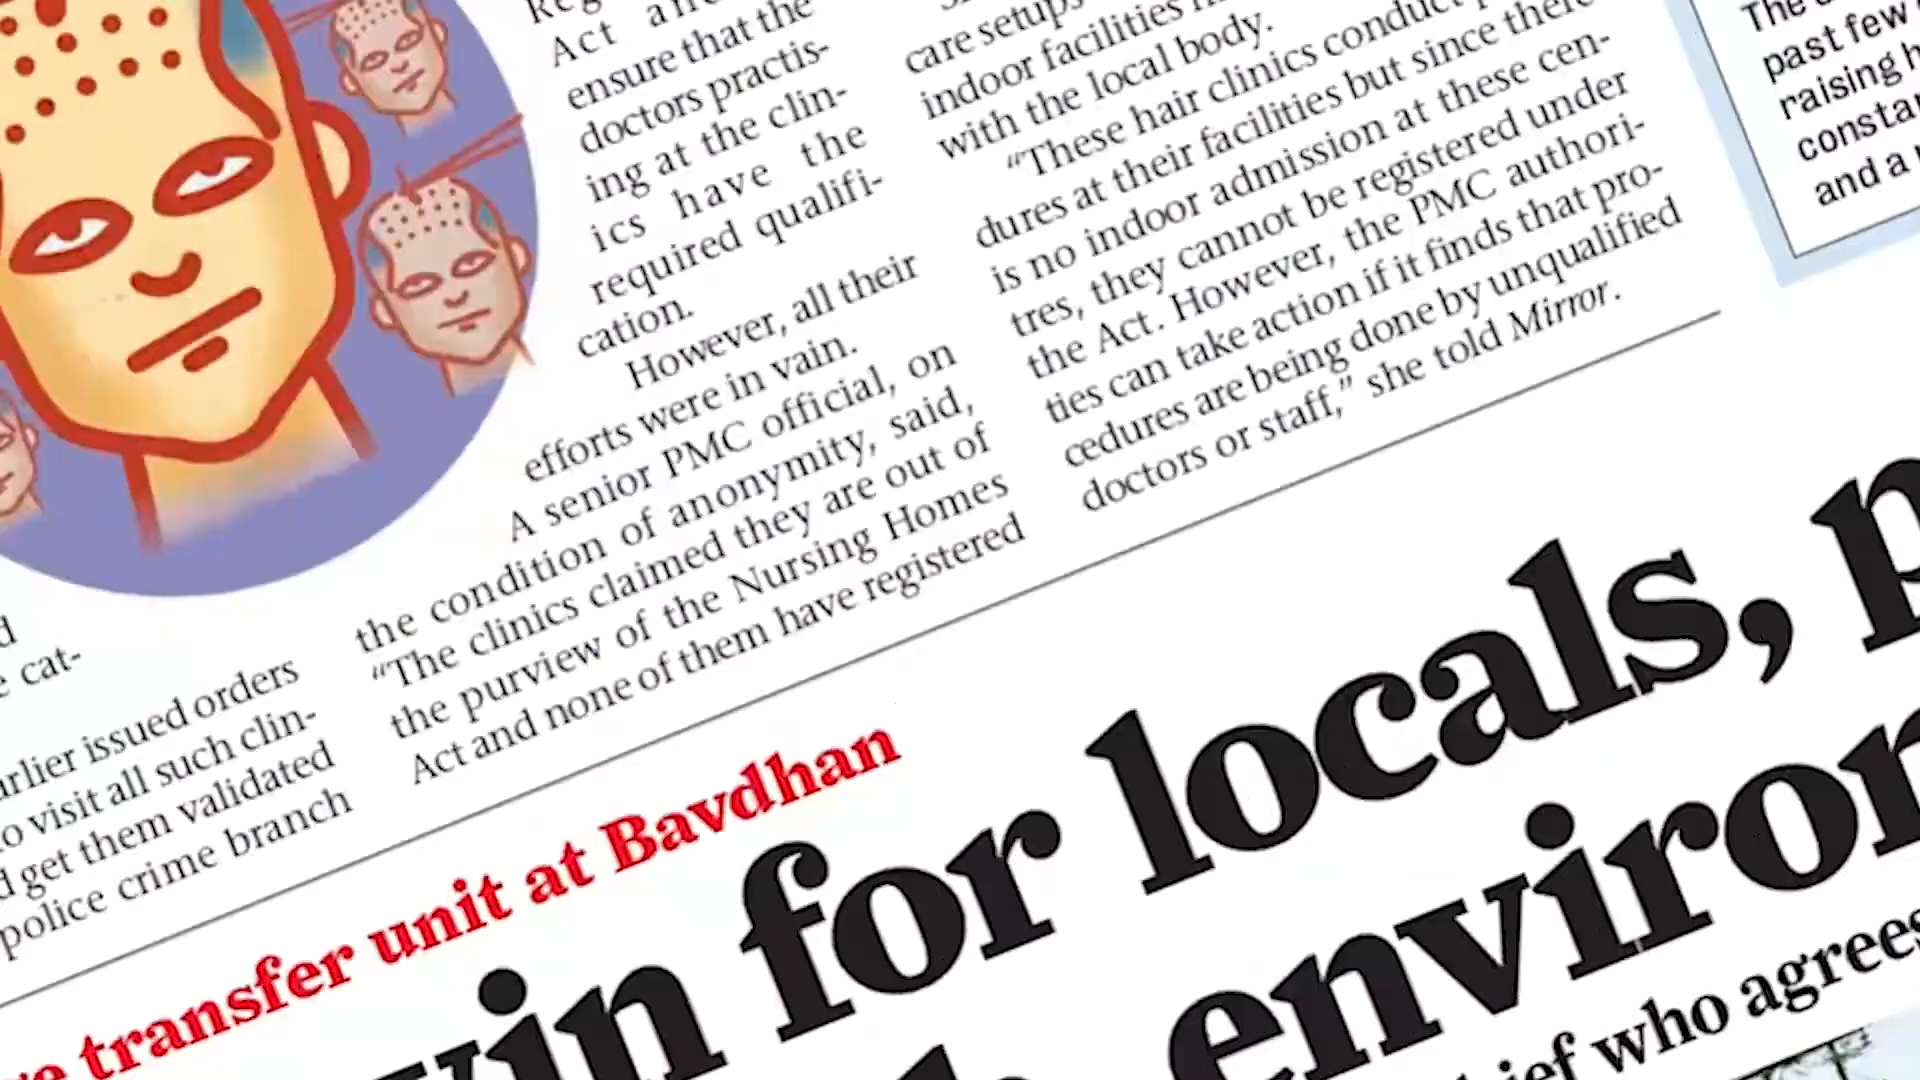 earlier issued orders
to visit all such clin-
get them validated
police crime branch
Act
ensure that the
doctors practis-
ing at the clin-
ics have the
required qualifi-
cation.
However, all their
efforts were in vain.
A senior PMC official, on
the condition of anonymity, said,
“The clinics claimed they are out of
the purview of the Nursing Homes
Act and none of them have registered
care setups
indoor facilities
with the local body.
“These hair clinics conduct
dures at their facilities but since there
is no indoor admission at these cen-
tres, they cannot be registered under
the Act. However, the PMC authori-
ties can take action if it finds that pro-
cedures are being done by unqualified
doctors or staff,” she told Mirror.
The
past few
raising
and a
transfer unit at Bavdhan
win for locals,
who agrees